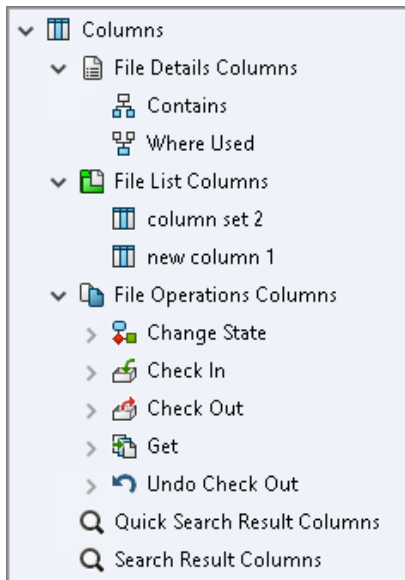 Columns
File Details Columns
Contains
Where Used
File List Columns
column set 2
new column 1
File Operations Columns
Change State
Check In
Check Out
Get
Undo Check Out
Quick Search Result Columns
Search Result Columns